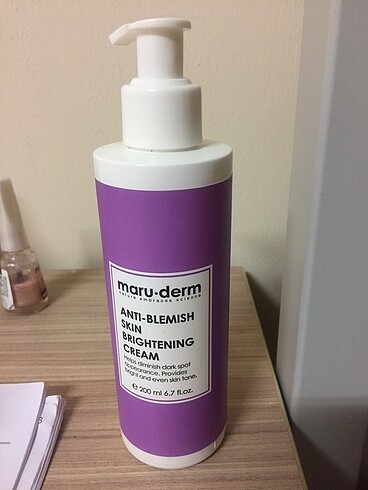 maru·derm
nature embraces science
ANTI-BLEMISH
SKIN
BRIGHTENING
CREAM
Helps diminish dark spot
appearance. Provides
bright and even skin tone.
℮ 200 ml 6.7 fl.oz.